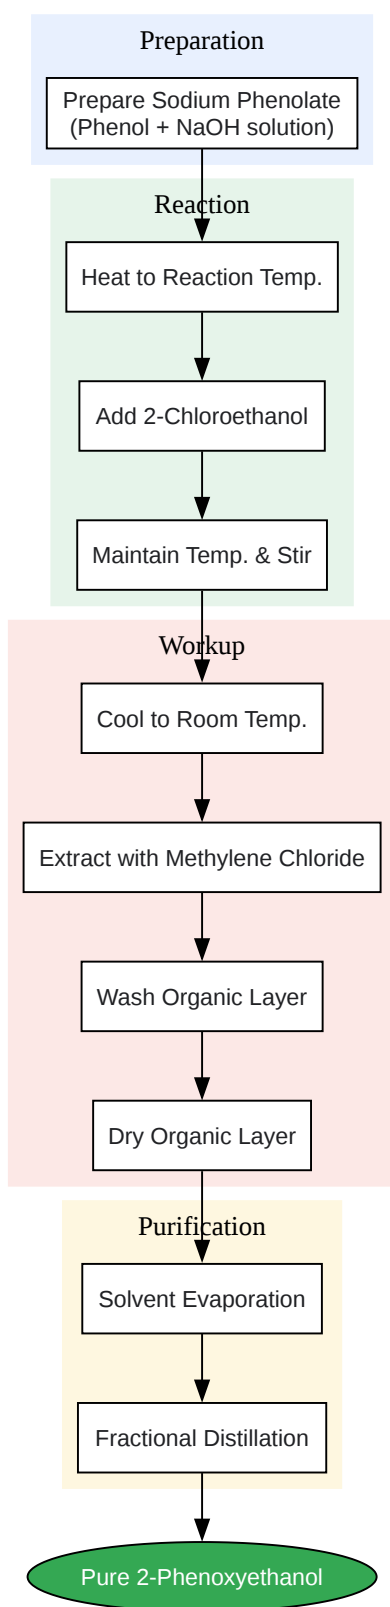 Preparation
Prepare Sodium Phenolate
(Phenol + NaOH solution)
Reaction
Heat to Reaction Temp.
Add 2-Chloroethanol
Maintain Temp. & Stir
Workup
Cool to Room Temp.
Extract with Methylene Chloride
Wash Organic Layer
Dry Organic Layer
Purification
Solvent Evaporation
Fractional Distillation
Pure 2-Phenoxyethanol